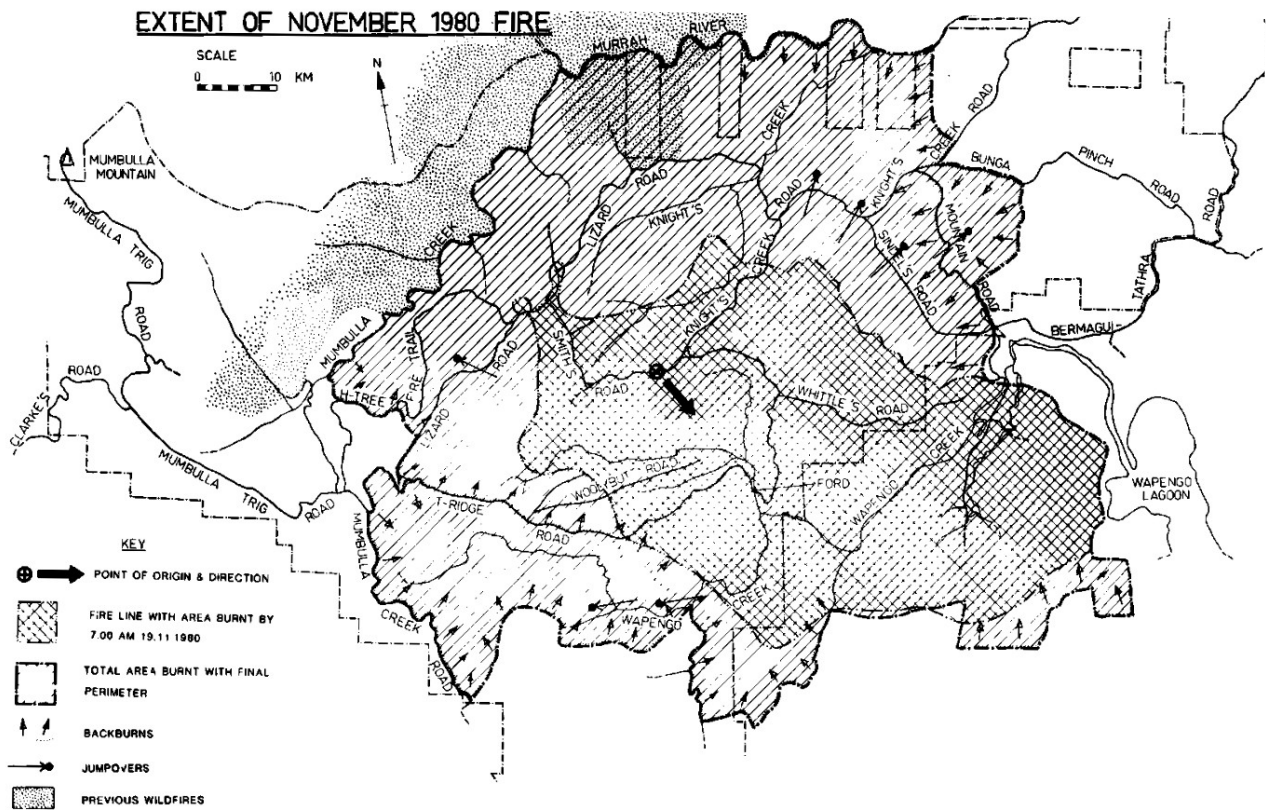 EXTENT OF NOVEMBER 1980 FIRE
SCALE
0 10 KM
N
MURRAH RIVER
CREEK
CREEK ROAD
MUMBULLA
MOUNTAIN
MUMBULLA TRIG
ROAD
BUNGA
PINCH
ROAD
ROAD
TATHRA
BERMAGUI
LIZARD ROAD
KNIGHT'S
CREEK
ROAD
KNIGHT'S
SINGE'S
ROAD
MOUNTAIN
ROAD
CREEK
MUMBULLA
KNIGHT'S
SMITH'S
ROAD
ROAD
H-TREE
FIRE TRAIL
WHITTLE'S
ROAD
CLARKE'S
ROAD
MUMBULLA TRIG
ROAD
LIZARD
WOOLYBUT ROAD
FORD
WAPENGO
CREEK
WAPENGO
LAGOON
T-RIDGE
ROAD
MUMBULLA
CREEK
ROAD
CREEK
WAPENGO
KEY
POINT OF ORIGIN & DIRECTION
FIRE LINE WITH AREA BURNT BY
7.00 AM 19.11 1980
TOTAL AREA BURNT WITH FINAL
PERIMETER
BACKBURNS
JUMPOVERS
PREVIOUS WILDFIRES